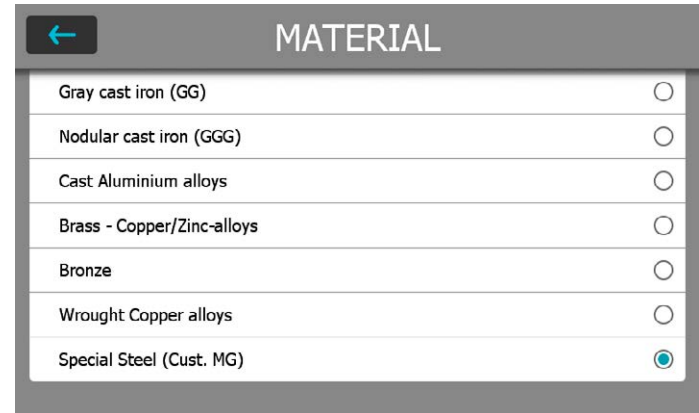 MATERIAL
Gray cast iron (GG)
Nodular cast iron (GGG)
Cast Aluminium alloys
Brass - Copper/Zinc-alloys
Bronze
Wrought Copper alloys
Special Steel (Cust. MG)